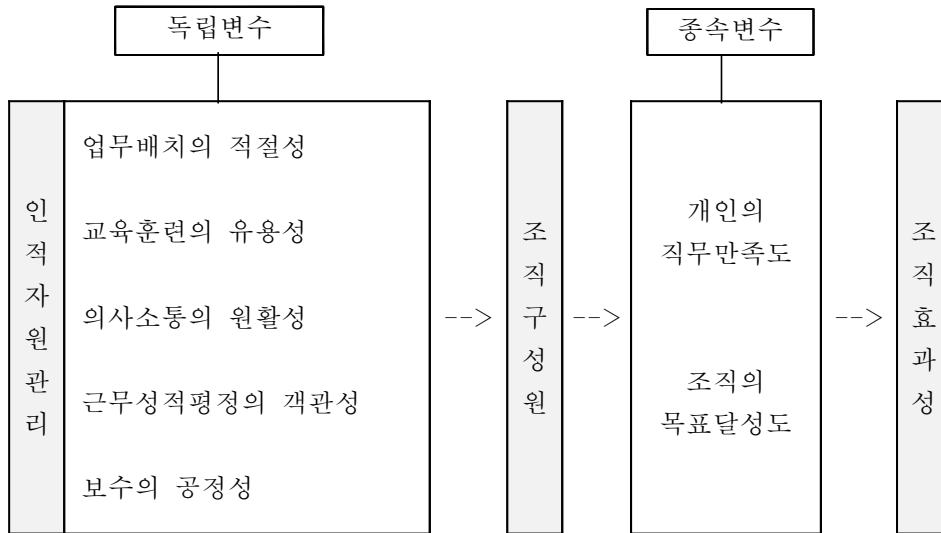 독립변수
종속변수
인적자원관리
업무배치의 적절성
교육훈련의 유용성
의사소통의 원활성
근무성적평정의 객관성
보수의 공정성
-->
조직구성원
-->
개인의
직무만족도
조직의
목표달성도
-->
조직효과성